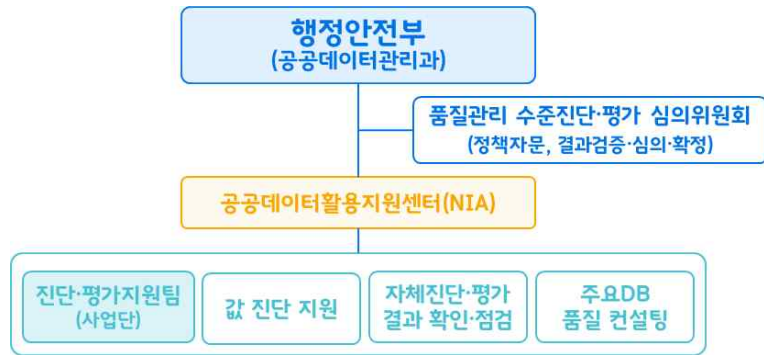 행정안전부
(공공데이터관리과)
품질관리 수준진단·평가 심의위원회
(정책자문, 결과검증·심의·확정)
공공데이터활용지원센터(NIA)
진단·평가지원팀
(사업단)
값 진단 지원
자체진단·평가
결과 확인·점검
주요DB
품질 컨설팅